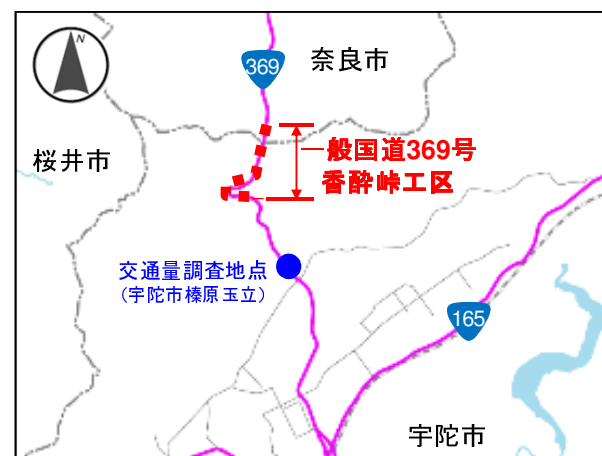 N
369
奈良市
桜井市
一般国道369号
香酔峠工区
交通量調査地点
（宇陀市榛原玉立）
165
宇陀市